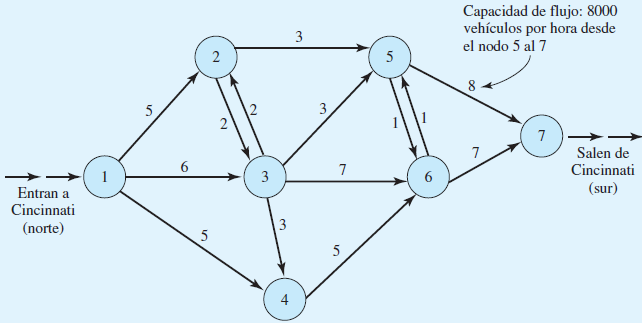 Capacidad de flujo: 8000
vehículos por hora desde
el nodo 5 al 7
3
2
5
8
5
2
2
3
1
1
7
7
6
7
1
3
6
Salen de
Cincinnati
(sur)
Entran a
Cincinnati
(norte)
3
5
5
4